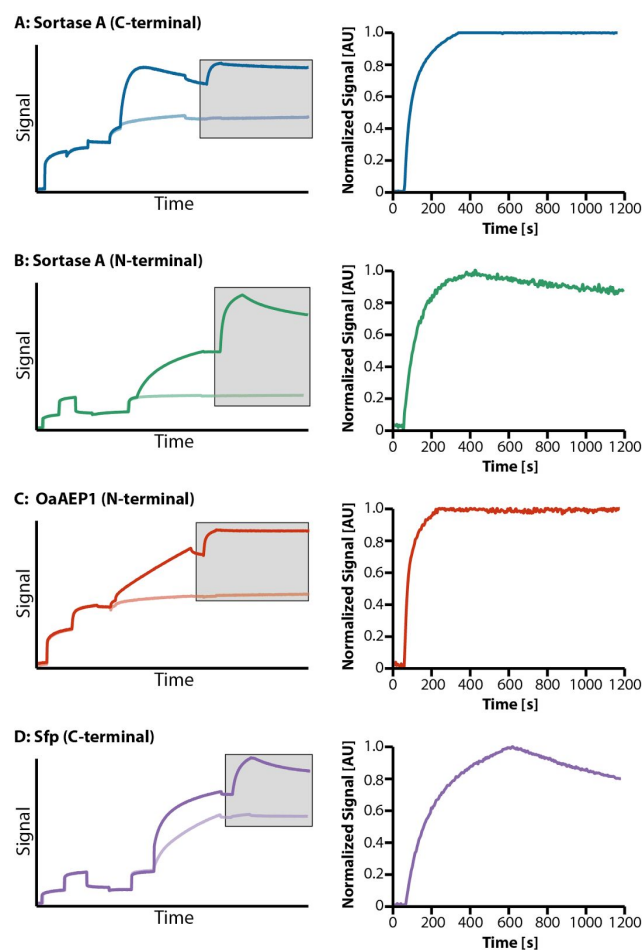 A: Sortase A (C-terminal)
Signal
Time
Normalized Signal [AU]
1.0
0.8
0.6
0.4
0.2
0
0 200 400 600 800 1000 1200
Time [s]
B: Sortase A (N-terminal)
Signal
Time
Normalized Signal [AU]
1.0
0.8
0.6
0.4
0.2
0
0 200 400 600 800 1000 1200
Time [s]
C: OaAEP1 (N-terminal)
Signal
Time
Normalized Signal [AU]
1.0
0.8
0.6
0.4
0.2
0
0 200 400 600 800 1000 1200
Time [s]
D: Sfp (C-terminal)
Signal
Time
Normalized Signal [AU]
1.0
0.8
0.6
0.4
0.2
0
0 200 400 600 800 1000 1200
Time [s]